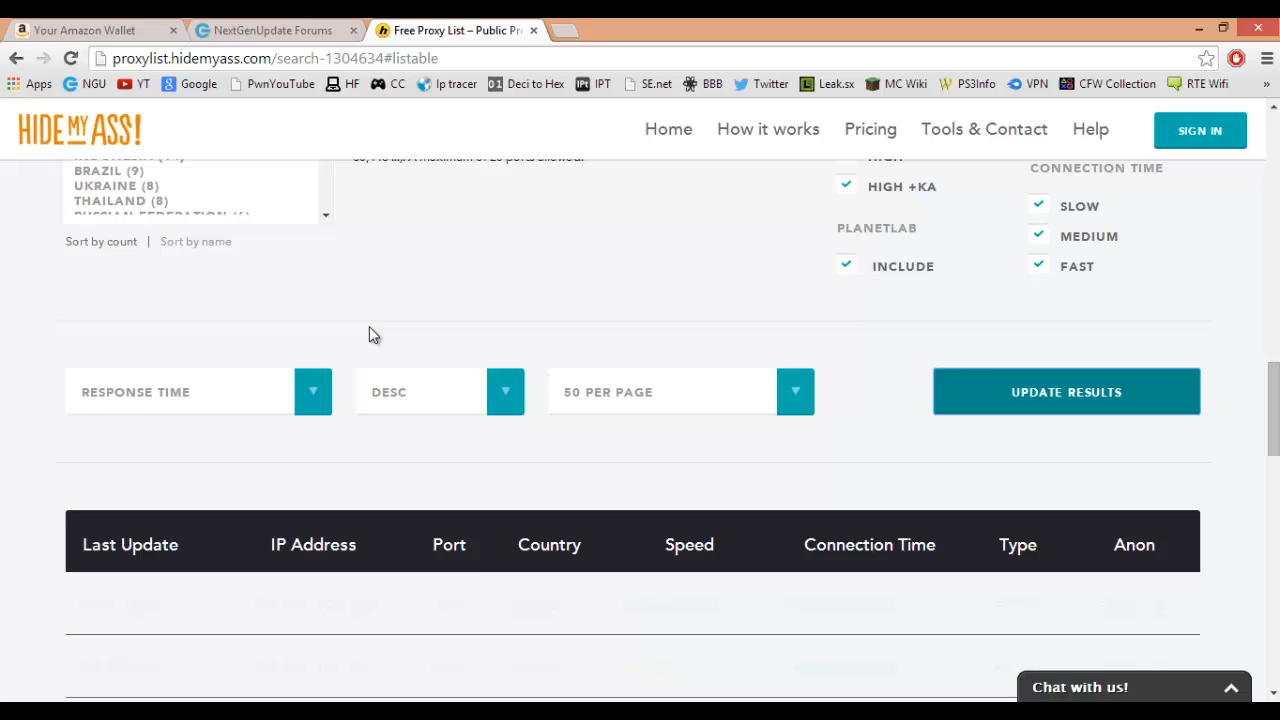 Your Amazon Wallet
NextGenUpdate Forums
Free Proxy List – Public Pr
proxylist.hidemyass.com/search-1304634#listable
Apps NGU YT Google PwnYouTube HF CC Ip tracer Deci to Hex IPT SE.net BBB Twitter Leak.sx MC Wiki PS3Info VPN CFW Collection RTE Wifi »
HIDE MY ASS! Home How it works Pricing Tools & Contact Help SIGN IN
BRAZIL (9)
UKRAINE (8)
THAILAND (8)
RUSSIAN FEDERATION
Sort by count | Sort by name
HIGH
HIGH +KA
PLANETLAB
INCLUDE
CONNECTION TIME
SLOW
MEDIUM
FAST
RESPONSE TIME DESC 50 PER PAGE UPDATE RESULTS
Last Update IP Address Port Country Speed Connection Time Type Anon
Chat with us!